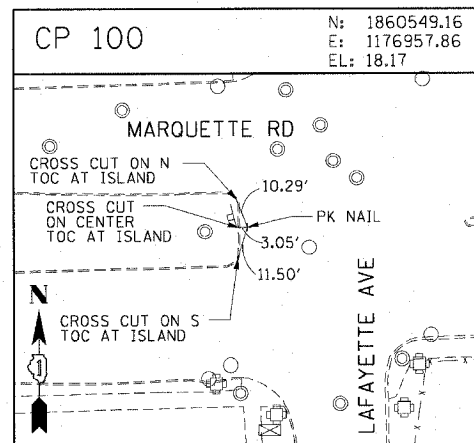 CP 100
N: 1860549.16
E: 1176957.86
EL: 18.17
MARQUETTE RD
CROSS CUT ON N
TOC AT ISLAND
10.29'
CROSS CUT
ON CENTER
TOC AT ISLAND
PK NAIL
3.05'
11.50'
N
CROSS CUT ON S
TOC AT ISLAND
LAFAYETTE AVE
1